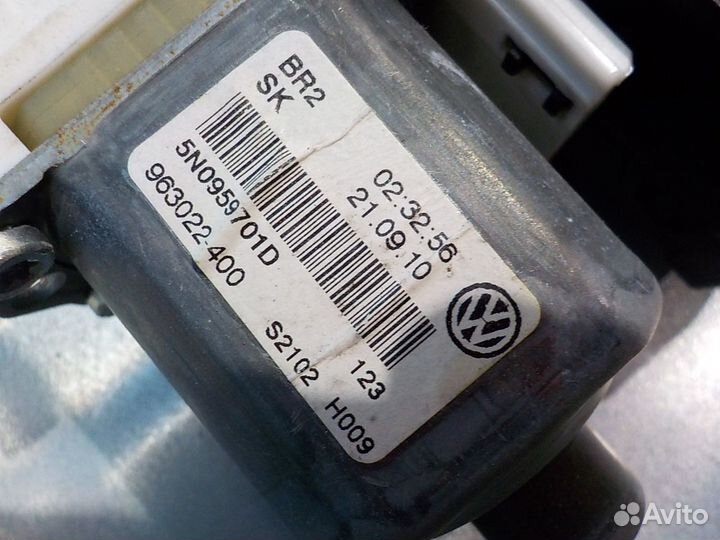 BR2
SK
02:32:56
21.09.10
5N0959701D
963022-400
123
S2102 H009
Avito